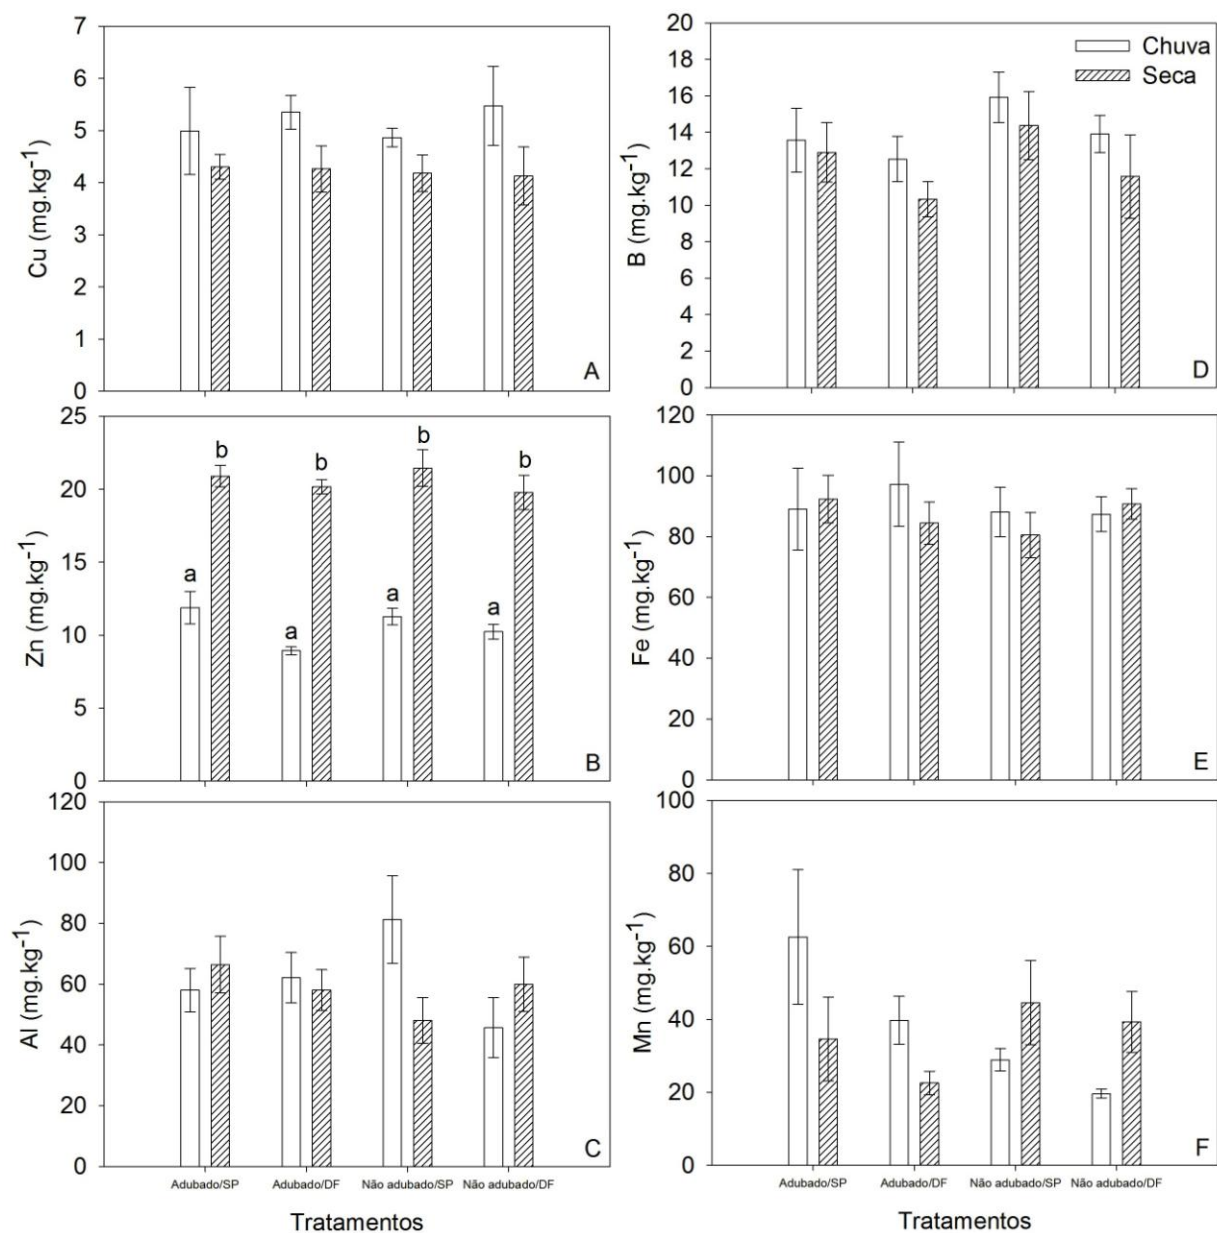 Cu (mg.kg⁻¹)
7
6
5
4
3
2
1
0
A
B (mg.kg⁻¹)
20
18
16
14
12
10
8
6
4
2
0
Chuva
Seca
D
Zn (mg.kg⁻¹)
25
20
15
10
5
0
a b a b a b a b
B
Fe (mg.kg⁻¹)
120
100
80
60
40
20
0
E
Al (mg.kg⁻¹)
120
100
80
60
40
20
0
C
Adubado/SP Adubado/DF Não adubado/SP Não adubado/DF
Tratamentos
Mn (mg.kg⁻¹)
100
80
60
40
20
0
F
Adubado/SP Adubado/DF Não adubado/SP Não adubado/DF
Tratamentos